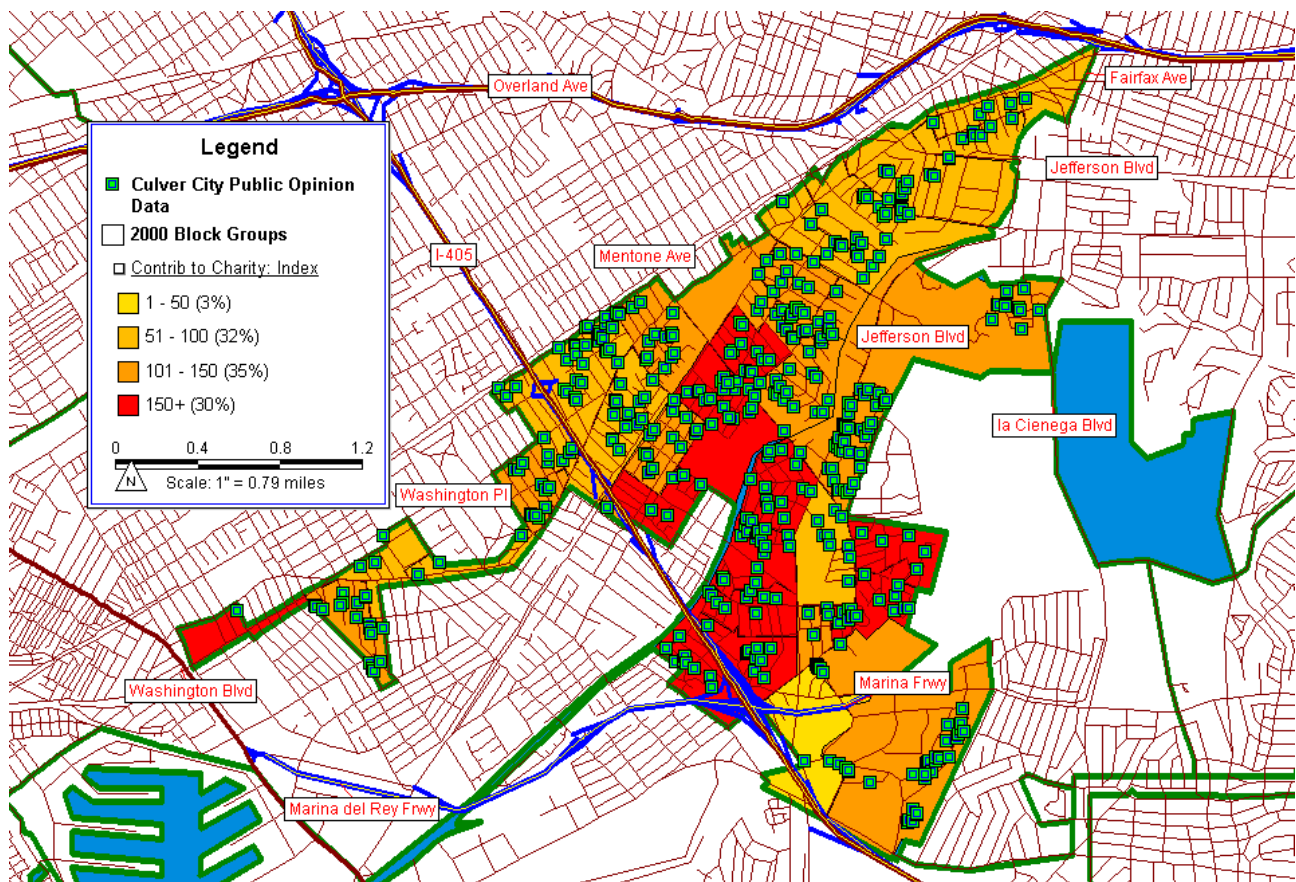 Overland Ave
Fairfax Ave
Legend
Culver City Public Opinion
Data
2000 Block Groups
Contrib to Charity: Index
1 - 50 (3%)
51 - 100 (32%)
101 - 150 (35%)
150+ (30%)
0 0.4 0.8 1.2
N
Scale: 1" = 0.79 miles
Jefferson Blvd
I-405
Mentone Ave
Jefferson Blvd
la Cienega Blvd
Washington Pl
Washington Blvd
Marina Frwy
Marina del Rey Frwy